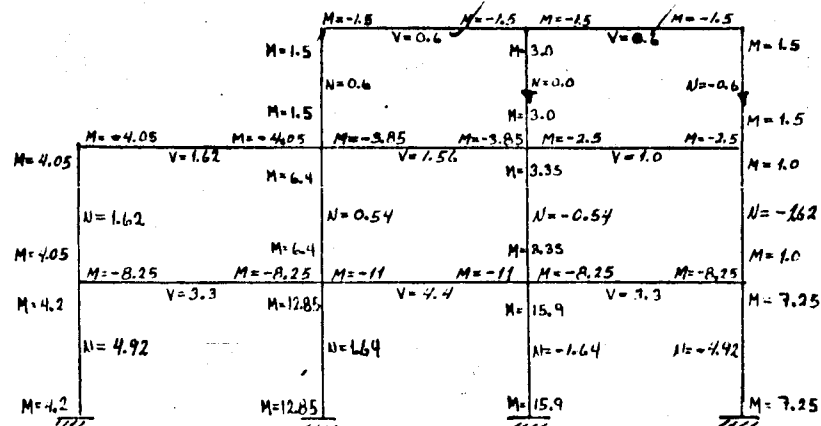 M=-1.5 M=-1.5 M=-1.5 M=-1.5
M=1.5 V=0.6 M= 3.0 V=0.6 M=1.5
N=0.6 N=0.0 N=-0.6
M=1.5 M= 3.0 M=1.5
M=-4.05 M=-4.05 M=-3.85 M=-3.85 M=-2.5 M=-2.5
M=4.05 V=1.62 V=1.56 V=1.0 M=1.0
M=6.4 M=
N=1.62 N=0.54 N=-0.54 N=-1.62
M=4.05 M=6.4 M= M=1.0
M=-8.25 M=-8.25 M=-11 M=-11 M=-8.25 M=-8.25
M=4.2 V=3.3 M=12.85 V=4.4 M= 15.9 V=3.3 M=7.25
N=4.92 N=1.64 N=-1.64 N=-4.92
M=4.2 M=12.85 M= 15.9 M=7.25